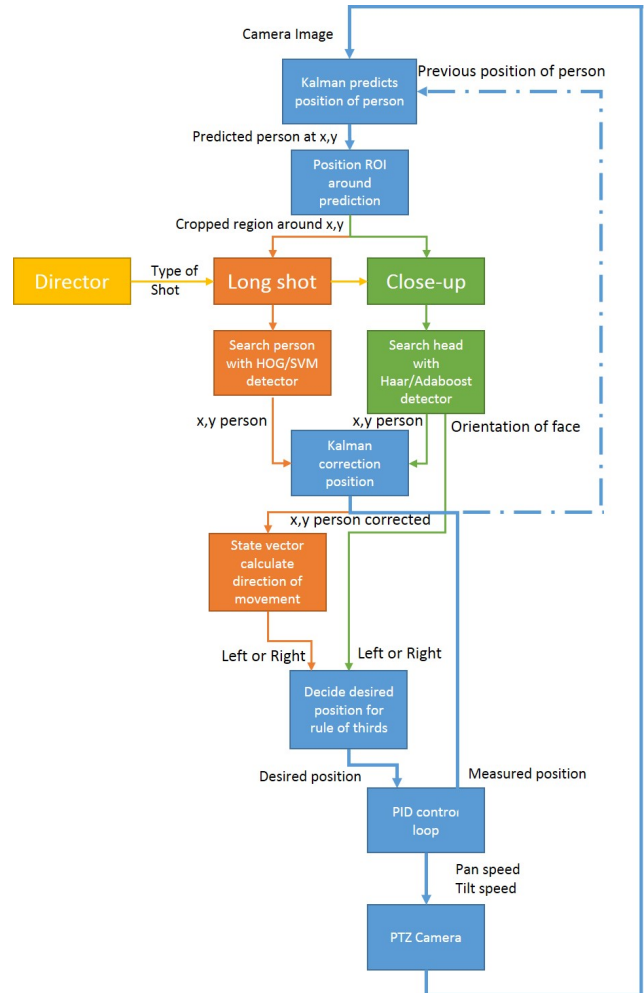 Camera Image
Previous position of person
Kalman predicts
position of person
Predicted person at x,y
Position ROI
around
prediction
Cropped region around x,y
Director
Type of
Shot
Long shot
Close-up
Search person
with HOG/SVM
detector
Search head
with
Haar/Adaboost
detector
x,y person
x,y person
Orientation of face
Kalman
correction
position
x,y person corrected
State vector
calculate
direction of
movement
Left or Right
Left or Right
Decide desired
position for
rule of thirds
Desired position
Measured position
PID control
loop
Pan speed
Tilt speed
PTZ Camera